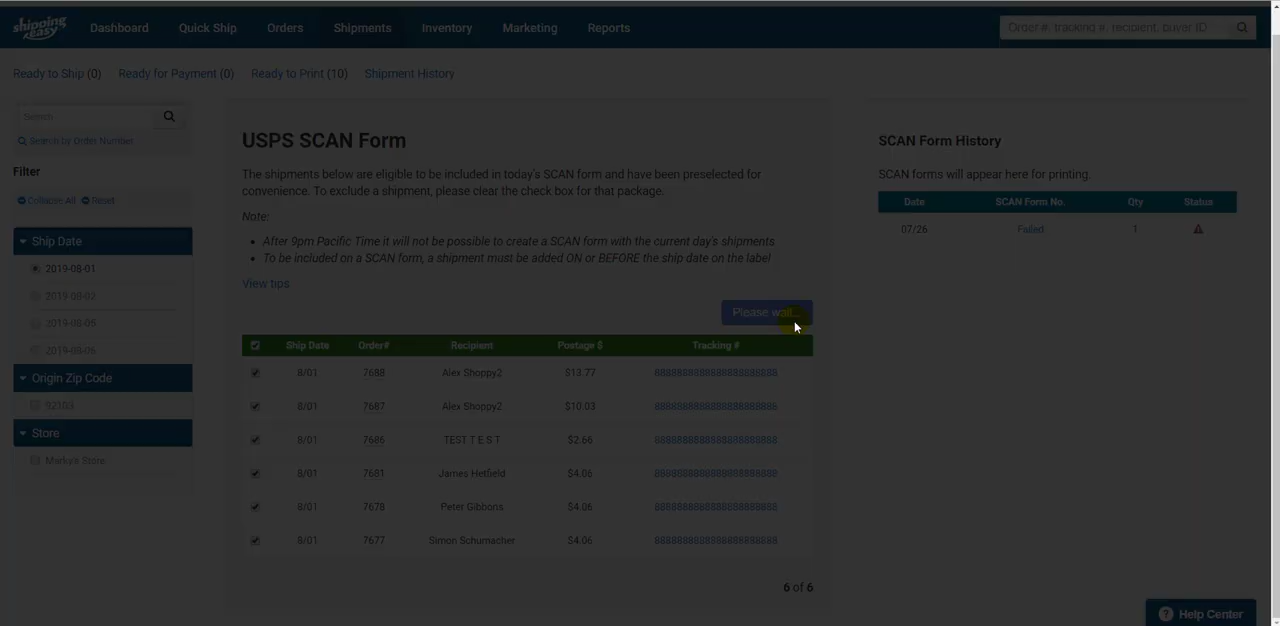 shipping easy
Dashboard Quick Ship Orders Shipments Inventory Marketing Reports
Order #, tracking #, recipient, buyer ID
Ready to Ship (0) Ready for Payment (0) Ready to Print (10) Shipment History
Search
Search by Order Number
Filter
Collapse All Reset
Ship Date
2019-08-01
2019-08-02
2019-08-05
2019-08-06
Origin Zip Code
92103
Store
Markuk Store
USPS SCAN Form
The shipments below are eligible to be included in today's SCAN form and have been preselected for
convenience. To exclude a shipment, please clear the check box for that package.
Note:
After 9pm Pacific Time it will not be possible to create a SCAN form with the current day's shipments
To be included on a SCAN form, a shipment must be added ON or BEFORE the ship date on the label
View tips
Please wait...
Ship Date Order# Recipient Postage $ Tracking #
8/01 7688 Alex Shoppy2 $13.77 8888888888888888888888
8/01 7687 Alex Shoppy2 $10.03 8888888888888888888888
8/01 7686 TEST T E S T $2.66 8888888888888888888888
8/01 7681 James Hetfield $4.06 8888888888888888888888
8/01 7678 Peter Gibbons $4.06 8888888888888888888888
8/01 7677 Simon Schumacher $4.06 8888888888888888888888
6 of 6
SCAN Form History
SCAN forms will appear here for printing.
Date SCAN Form No. Qty Status
07/26 Failed 1
Help Center